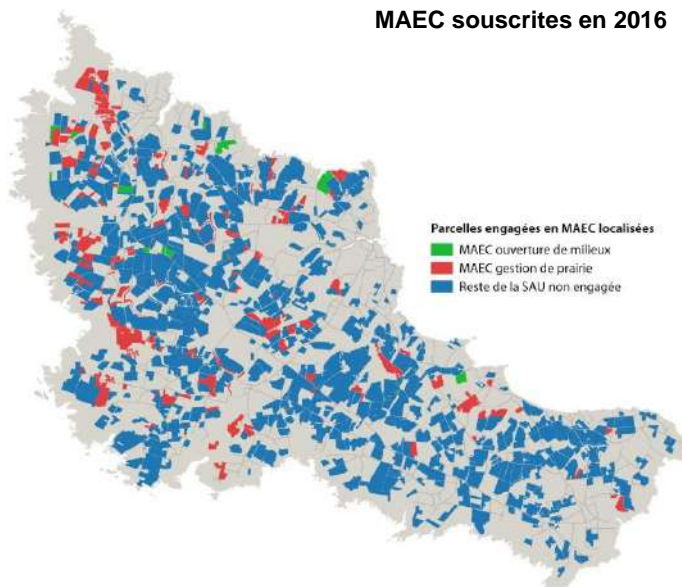 MAEC souscrites en 2016
Parcelles engagées en MAEC localisées
MAEC ouverture de milieux
MAEC gestion de prairie
Reste de la SAU non engagée